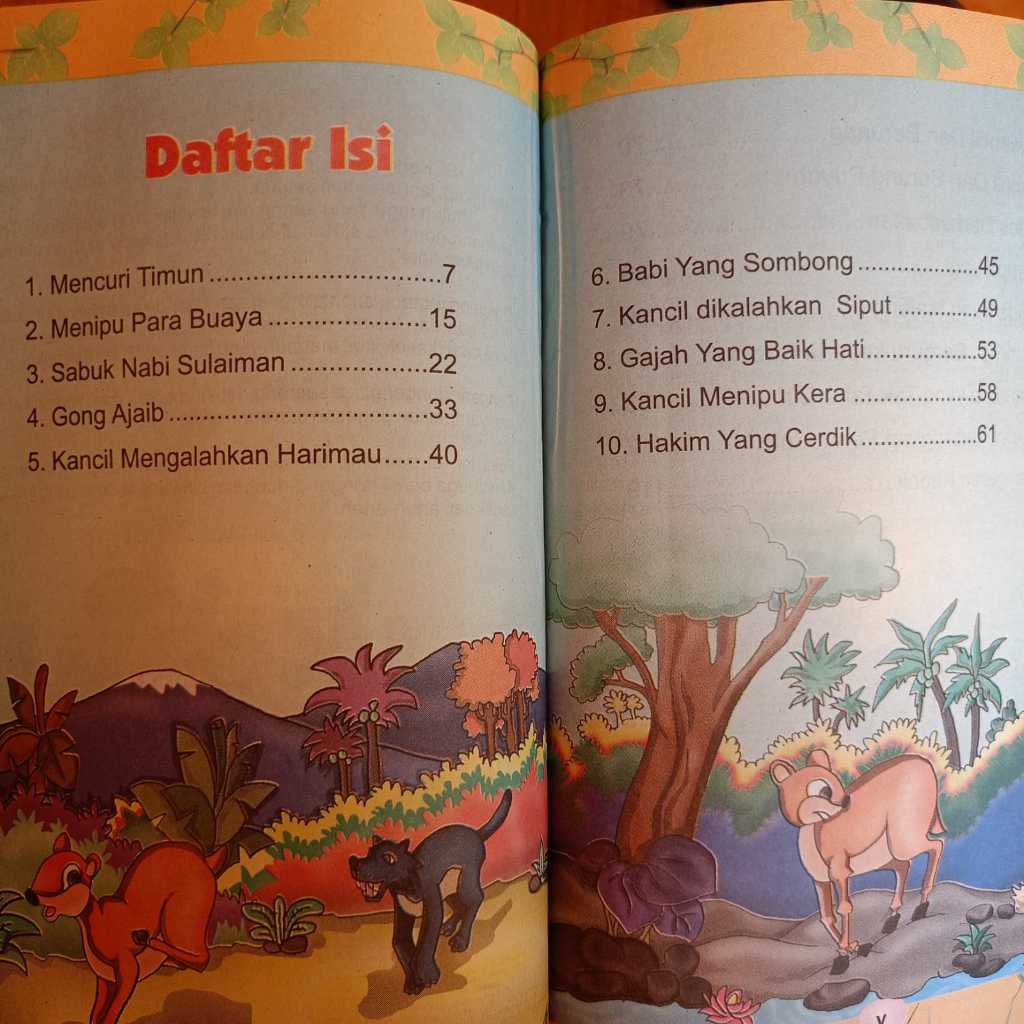 Daftar Isi
1. Mencuri Timun ..............................7
2. Menipu Para Buaya .....................15
3. Sabuk Nabi Sulaiman ..................22
4. Gong Ajaib ..................................33
5. Kancil Mengalahkan Harimau......40
6. Babi Yang Sombong ...................45
7. Kancil dikalahkan Siput .............49
8. Gajah Yang Baik Hati..................53
9. Kancil Menipu Kera ....................58
10. Hakim Yang Cerdik...................61
v